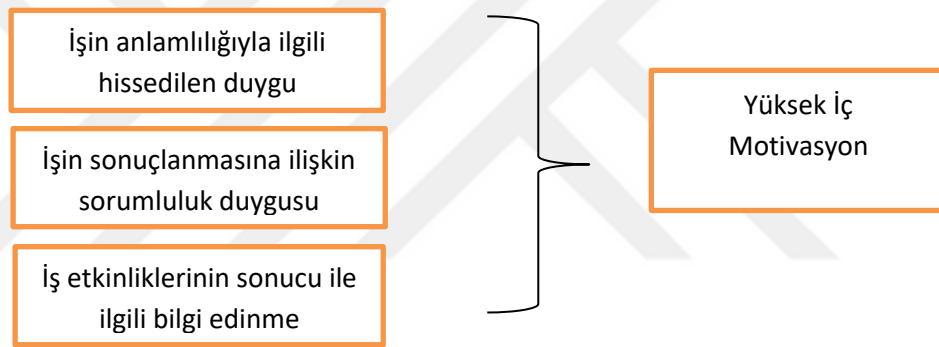 İşin anlamlılığıyla ilgili
hissedilen duygu
İşin sonuçlanmasına ilişkin
sorumluluk duygusu
İş etkinliklerinin sonucu ile
ilgili bilgi edinme
Yüksek İç
Motivasyon